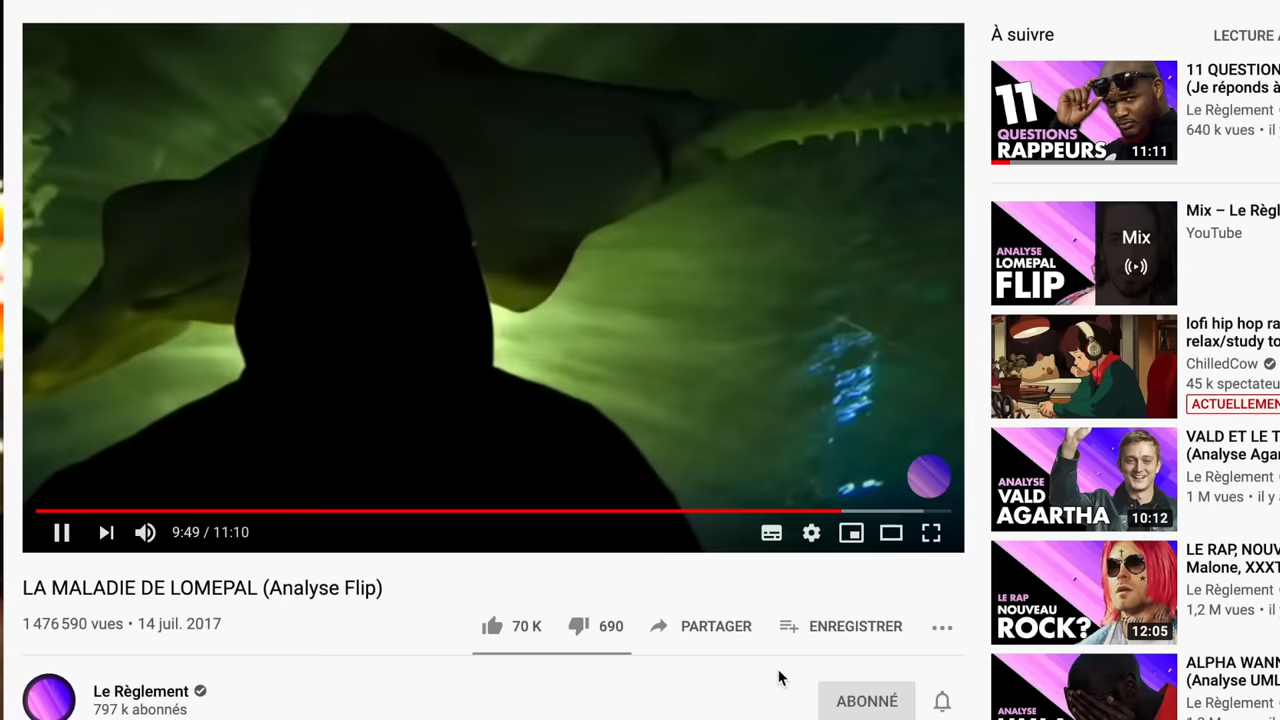 À suivre
LECTURE
11 QUESTION
(Je réponds à
Le Règlement
640 k vues • il
11
QUESTIONS
RAPPEURS
11:11
Mix – Le Règl
YouTube
Mix
ANALYSE
LOMEPAL
FLIP
lofi hip hop ra
relax/study to
ChilledCow
45 k spectateu
ACTUELLEMEN
VALD ET LE T
(Analyse Agar
Le Règlement
1 M vues • il y
ANALYSE
VALD
AGARTHA
10:12
LE RAP, NOUV
Malone, XXXT
Le Règlement
1,2 M vues • il
LE RAP
NOUVEAU
ROCK?
12:05
ALPHA WANN
(Analyse UML
Le Règlement
ANALYSE
9:49 / 11:10
LA MALADIE DE LOMEPAL (Analyse Flip)
1 476 590 vues • 14 juil. 2017
70 K
690
PARTAGER
ENREGISTRER
Le Règlement
797 k abonnés
ABONNÉ